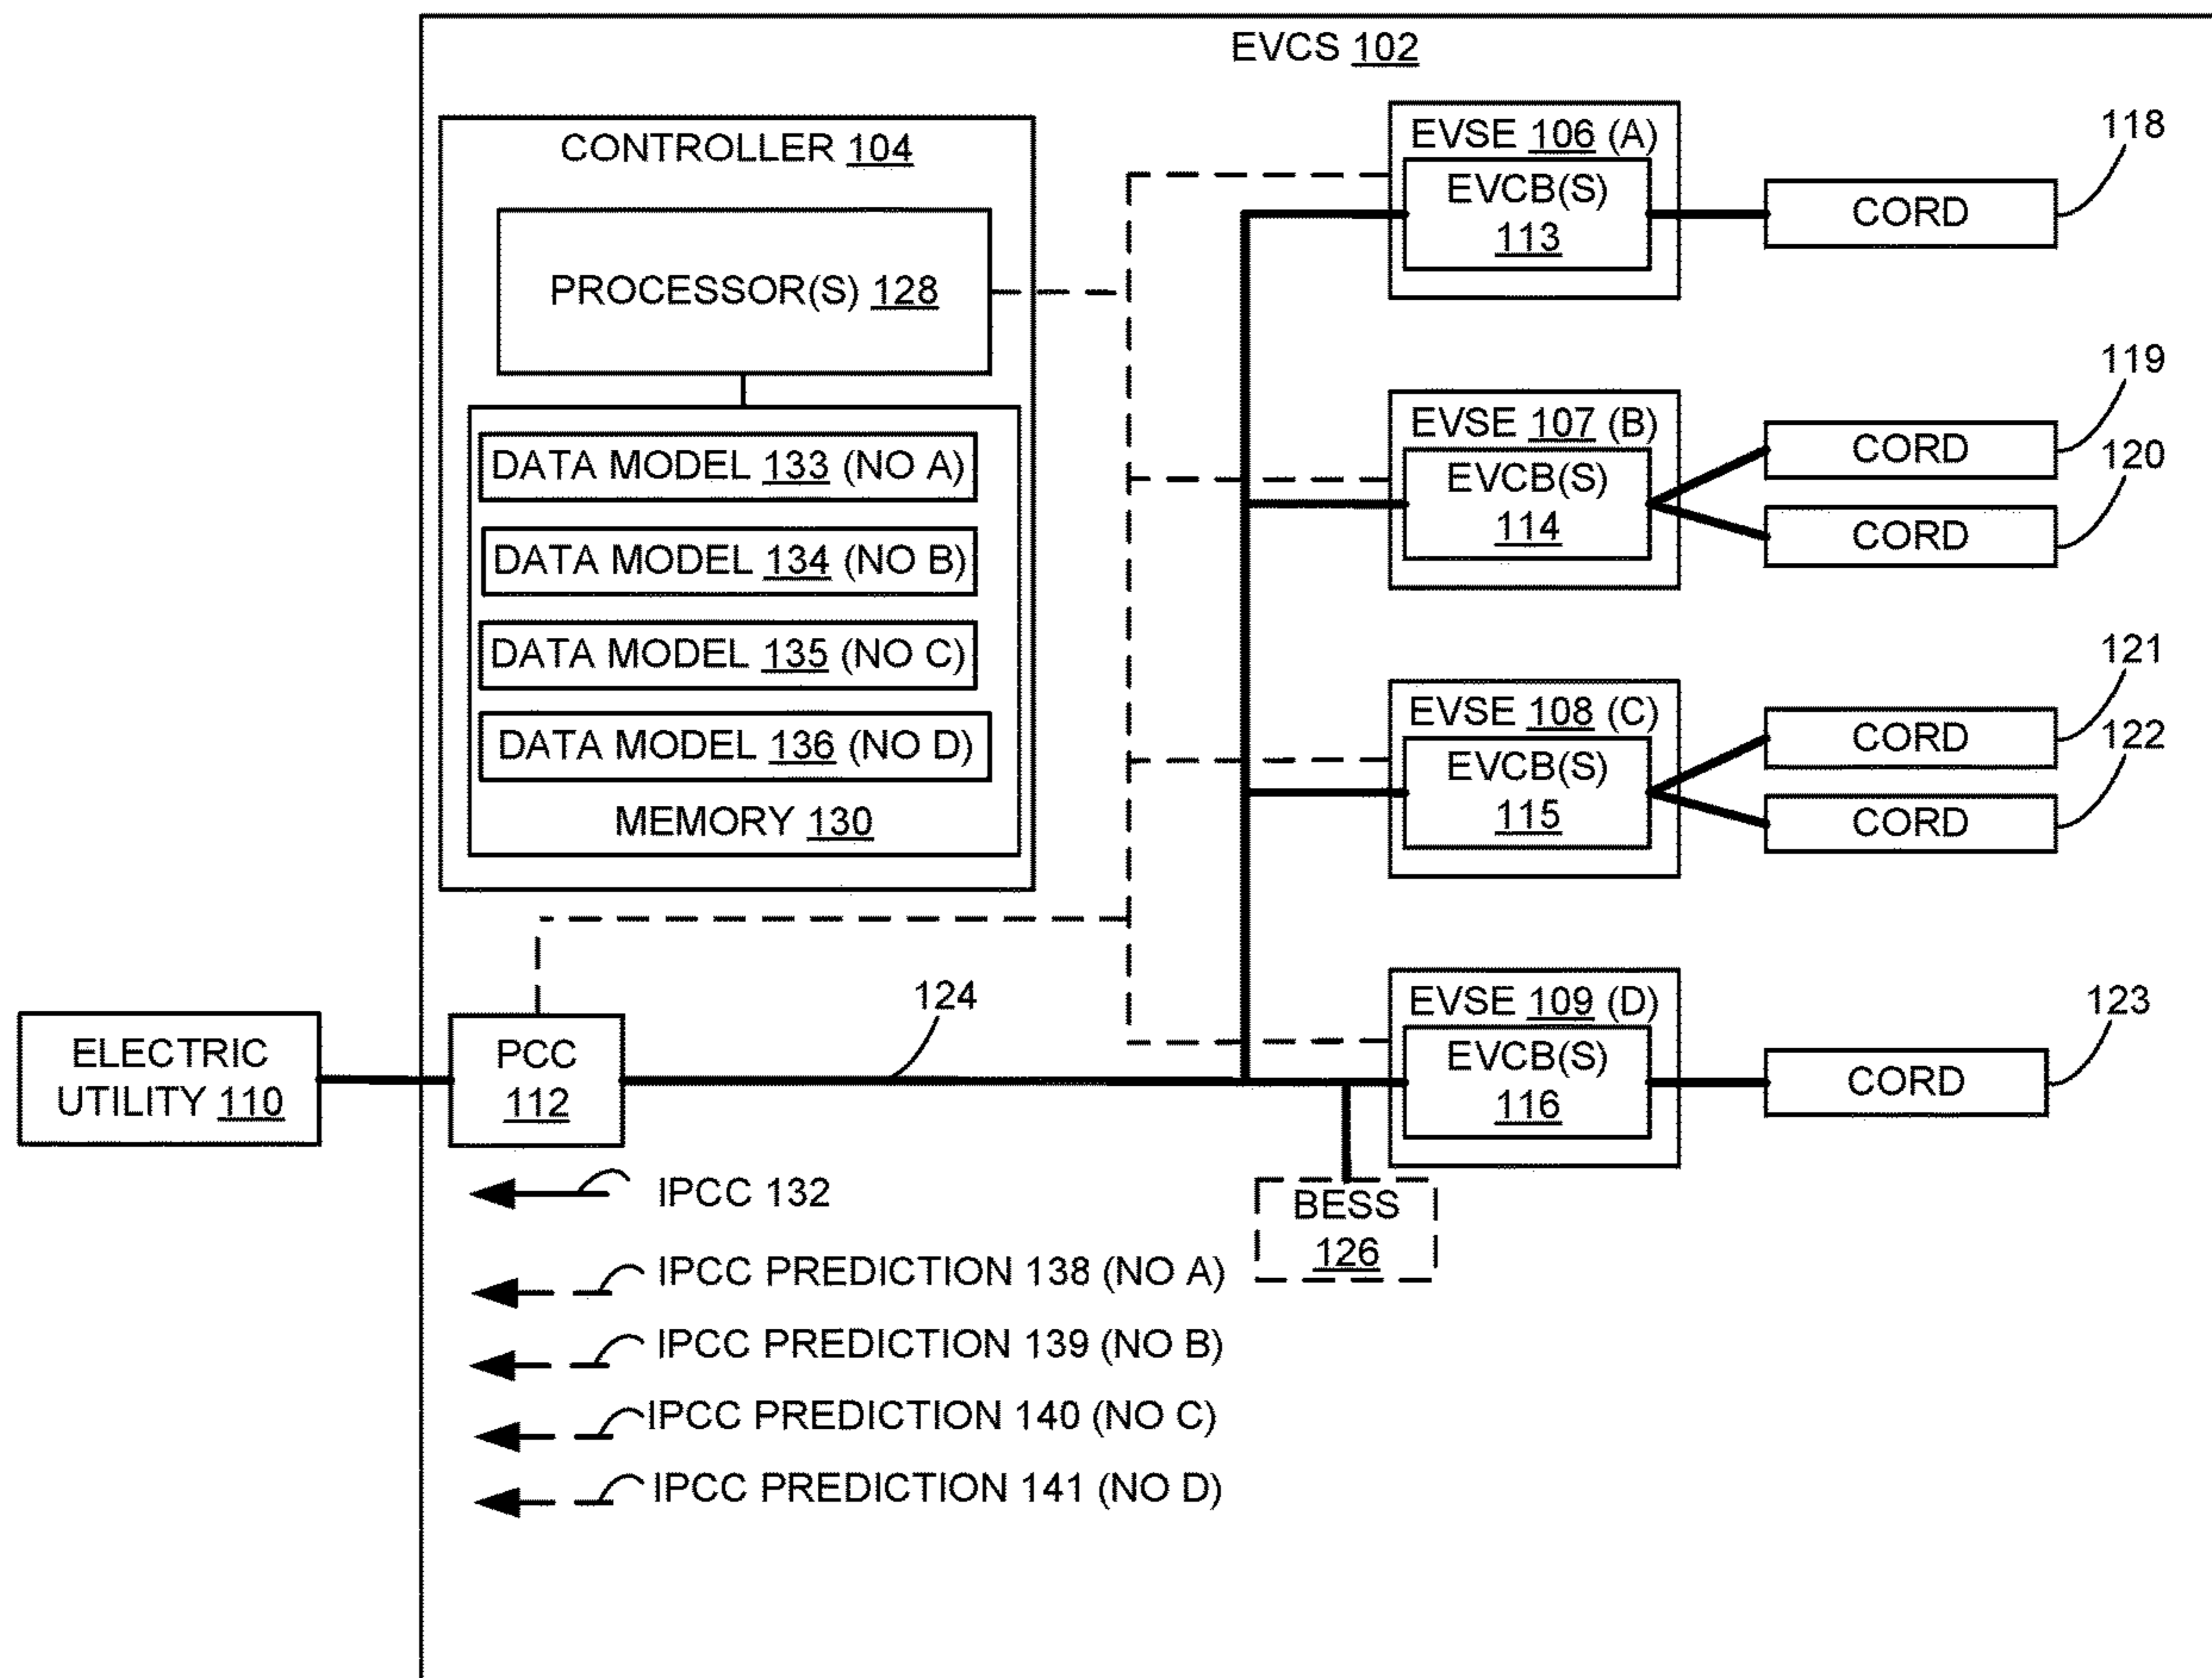 EVCS 102
CONTROLLER 104
PROCESSOR(S) 128
DATA MODEL 133 (NO A)
DATA MODEL 134 (NO B)
DATA MODEL 135 (NO C)
DATA MODEL 136 (NO D)
MEMORY 130
EVSE 106 (A)
EVCB(S)
113
CORD
118
EVSE 107 (B)
EVCB(S)
114
CORD
119
CORD
120
EVSE 108 (C)
EVCB(S)
115
CORD
121
CORD
122
EVSE 109 (D)
EVCB(S)
116
CORD
123
ELECTRIC
UTILITY 110
PCC
112
124
BESS
126
IPCC 132
IPCC PREDICTION 138 (NO A)
IPCC PREDICTION 139 (NO B)
IPCC PREDICTION 140 (NO C)
IPCC PREDICTION 141 (NO D)